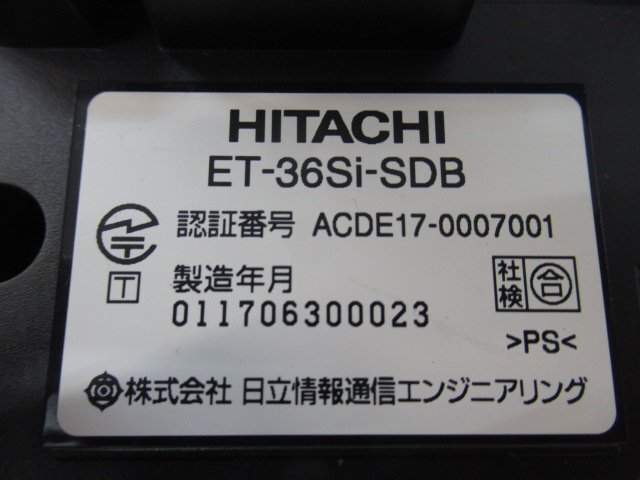 HITACHI
ET-36Si-SDB
認証番号 ACDE17-0007001
T
製造年月
011706300023
社検 合
>PS<
株式会社 日立情報通信エンジニアリング